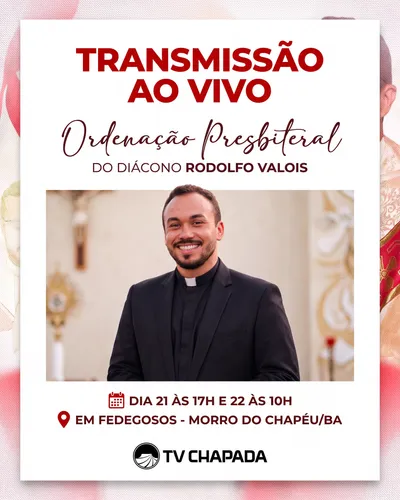 TRANSMISSÃO
AO VIVO
Ordenação Presbiteral
DO DIÁCONO RODOLFO VALOIS
DIA 21 ÀS 17H E 22 ÀS 10H
EM FEDEGOSOS - MORRO DO CHAPÉU/BA
TV CHAPADA